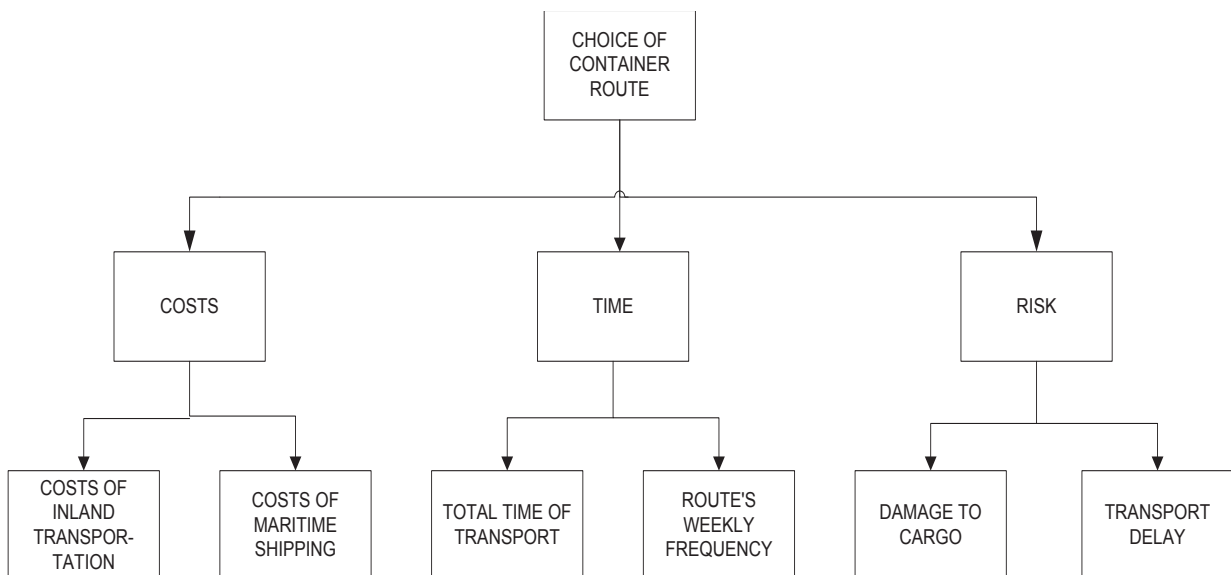 CHOICE OF
CONTAINER
ROUTE
COSTS
TIME
RISK
COSTS OF
INLAND
TRANSPOR-
TATION
COSTS OF
MARITIME
SHIPPING
TOTAL TIME OF
TRANSPORT
ROUTE'S
WEEKLY
FREQUENCY
DAMAGE TO
CARGO
TRANSPORT
DELAY